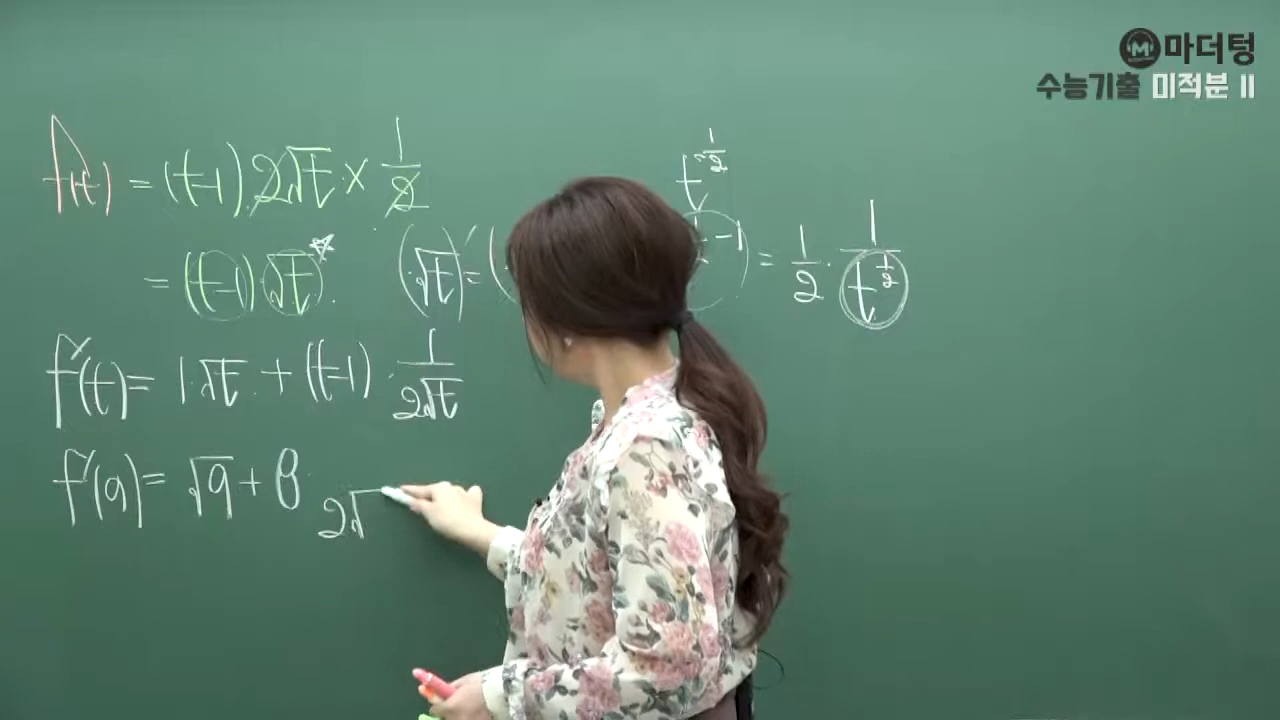 마더텅
수능기출 미적분 II
f(t) = (t-1)·2√t × 1/2
= (t-1)·√t
(√t)' = (
t^{1/2}
-1) = 1/2 · 1/t^{1/2}
f'(t) = 1·√t + (t-1)·1/(2√t)
f'(9) = √9 + 8· 2√